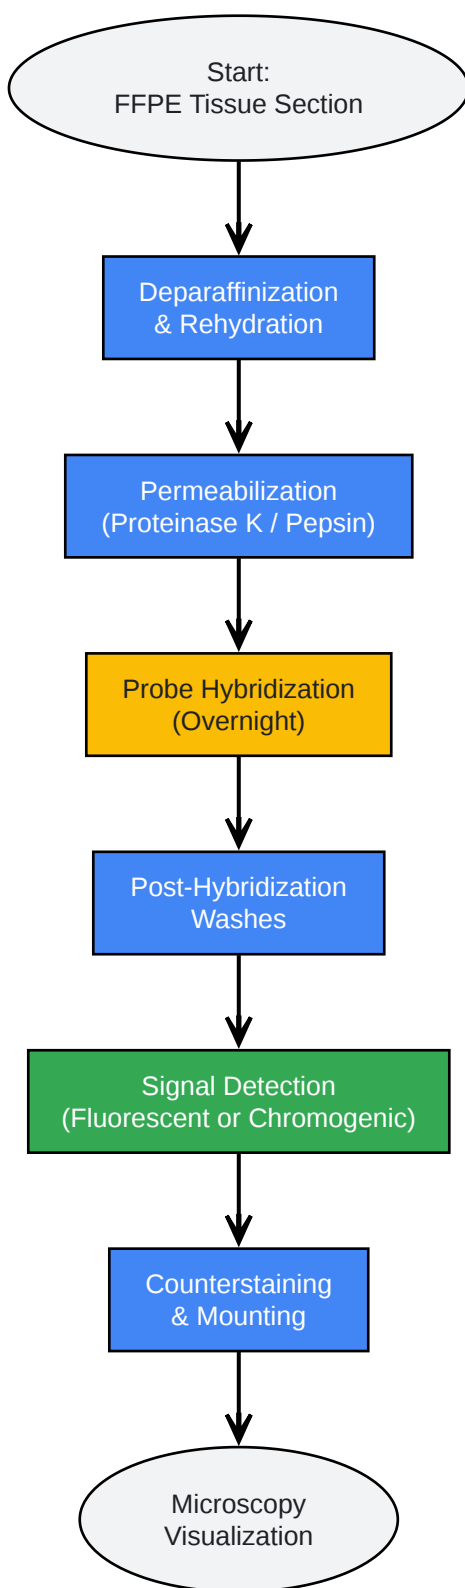 Start:
FFPE Tissue Section
Deparaffinization
& Rehydration
Permeabilization
(Proteinase K / Pepsin)
Probe Hybridization
(Overnight)
Post-Hybridization
Washes
Signal Detection
(Fluorescent or Chromogenic)
Counterstaining
& Mounting
Microscopy
Visualization